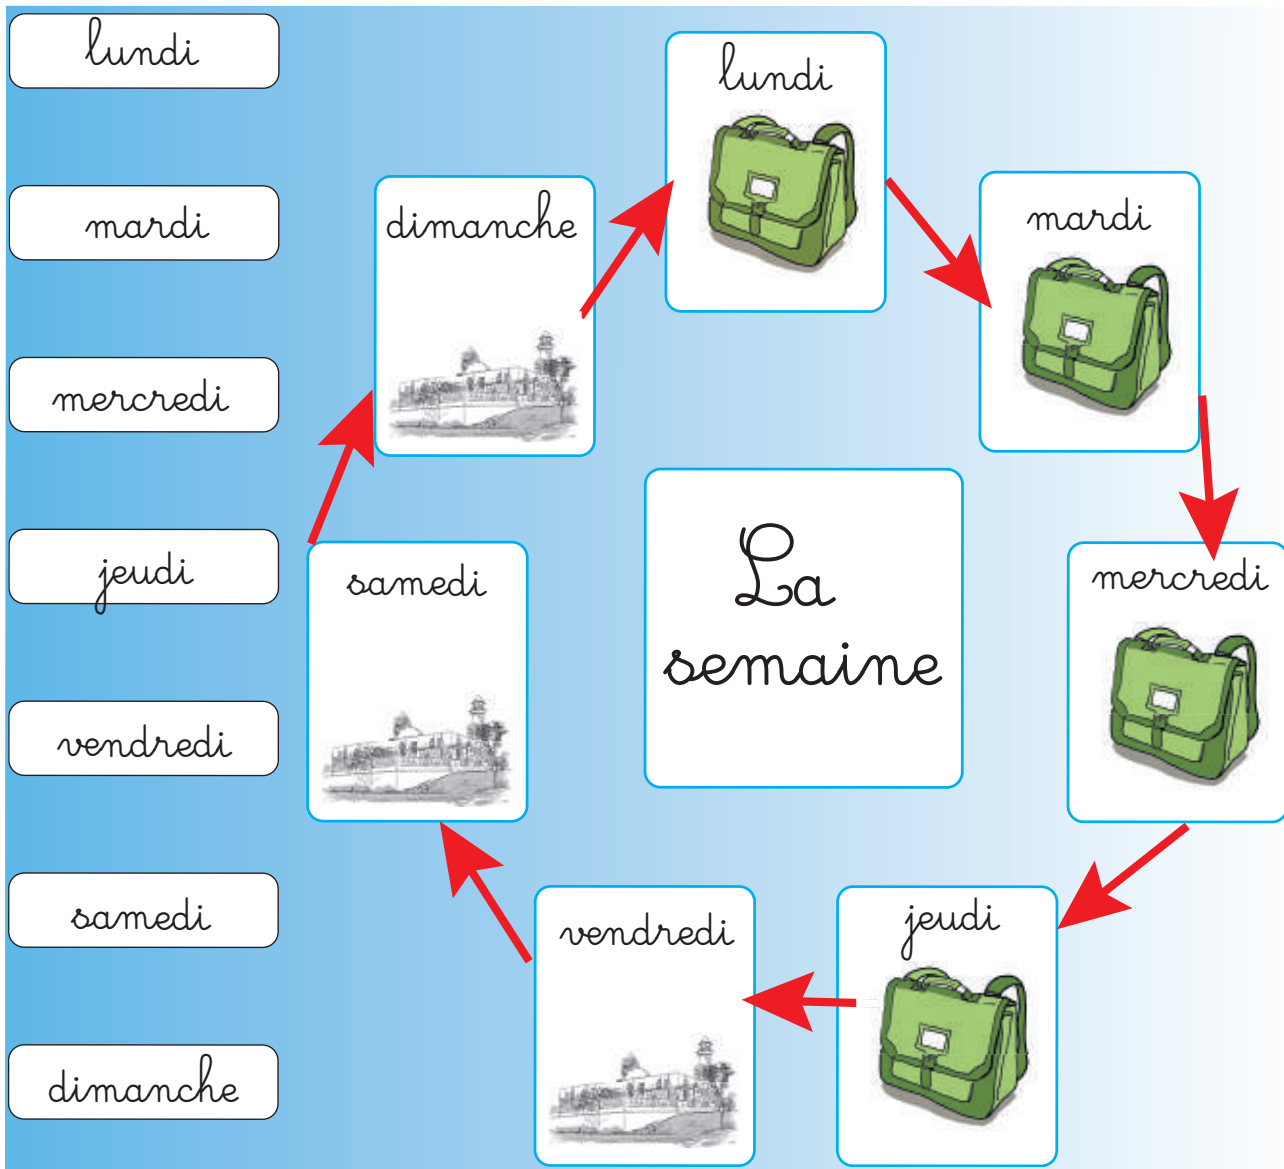 lundi
mardi
mercredi
jeudi
vendredi
samedi
dimanche
lundi
mardi
mercredi
jeudi
vendredi
samedi
dimanche
La
semaine